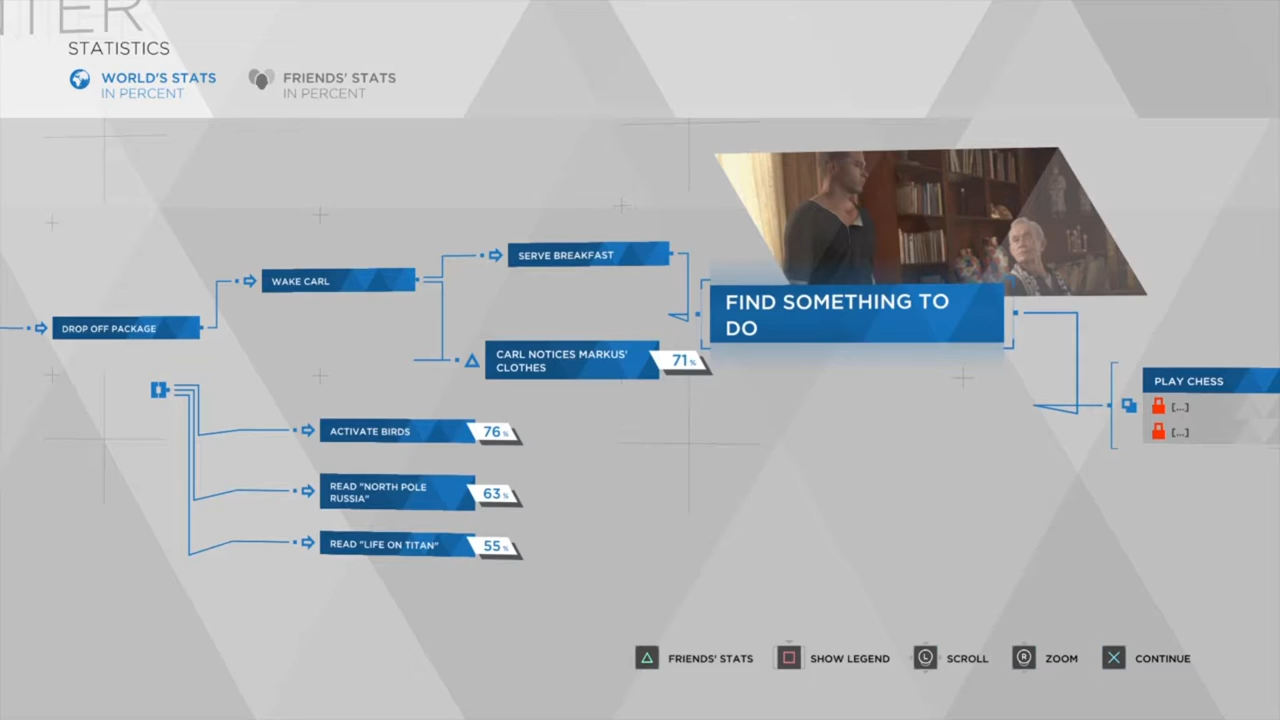 STATISTICS
WORLD'S STATS
IN PERCENT
FRIENDS' STATS
IN PERCENT
SERVE BREAKFAST
WAKE CARL
FIND SOMETHING TO
DO
DROP OFF PACKAGE
CARL NOTICES MARKUS'
CLOTHES
71%
PLAY CHESS
[...]
[...]
ACTIVATE BIRDS
76%
READ "NORTH POLE
RUSSIA"
63%
READ "LIFE ON TITAN"
55%
FRIENDS' STATS
SHOW LEGEND
L
SCROLL
R
ZOOM
CONTINUE